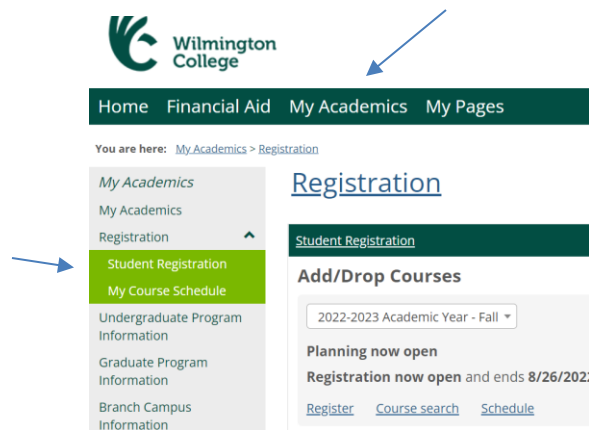 Wilmington
College
Home Financial Aid My Academics My Pages
You are here: My Academics > Registration
My Academics
My Academics
Registration
Student Registration
My Course Schedule
Undergraduate Program
Information
Graduate Program
Information
Branch Campus
Information
Registration
Student Registration
Add/Drop Courses
2022-2023 Academic Year - Fall
Planning now open
Registration now open and ends 8/26/2022
Register Course search Schedule